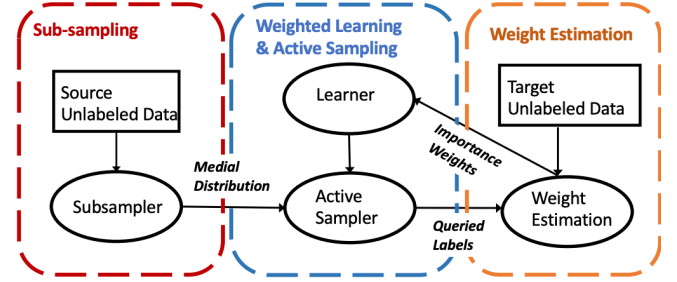 Sub-sampling
Weighted Learning
& Active Sampling
Weight Estimation
Source
Unlabeled Data
Learner
Target
Unlabeled Data
Importance
Weights
Medial
Distribution
Subsampler
Active
Sampler
Queried
Labels
Weight
Estimation